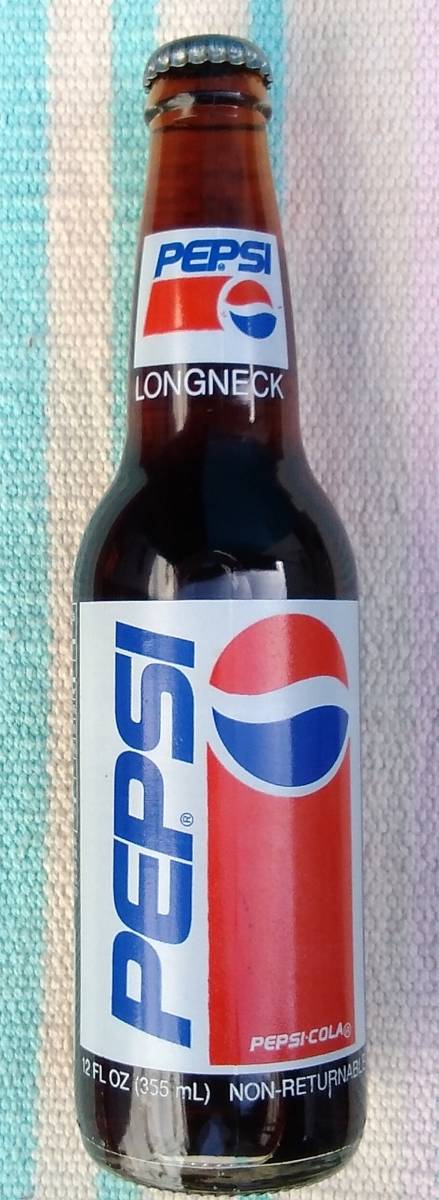 PEPSI®
LONGNECK
PEPSI®
PEPSI-COLA®
12 FL OZ (355 mL) NON-RETURNABLE